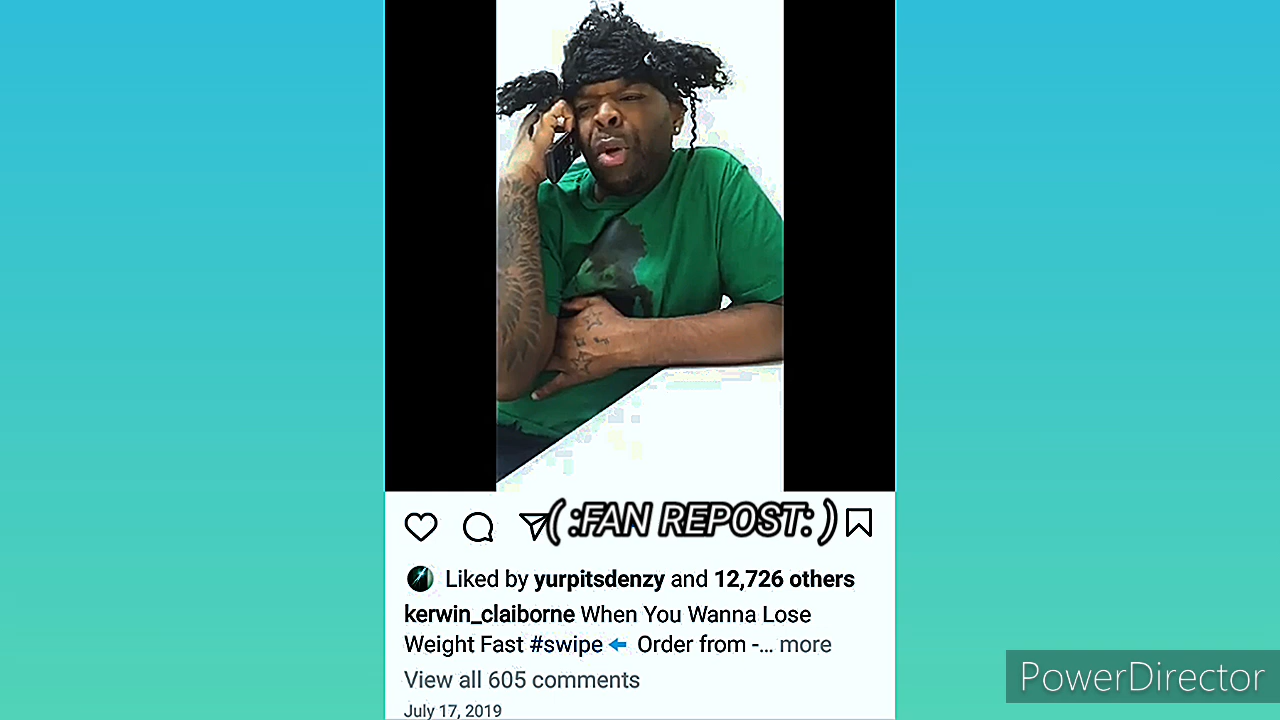 ( :FAN REPOST: )
Liked by yurpitsdenzy and 12,726 others
kerwin_claiborne When You Wanna Lose
Weight Fast #swipe Order from -... more
View all 605 comments
July 17, 2019
PowerDirector